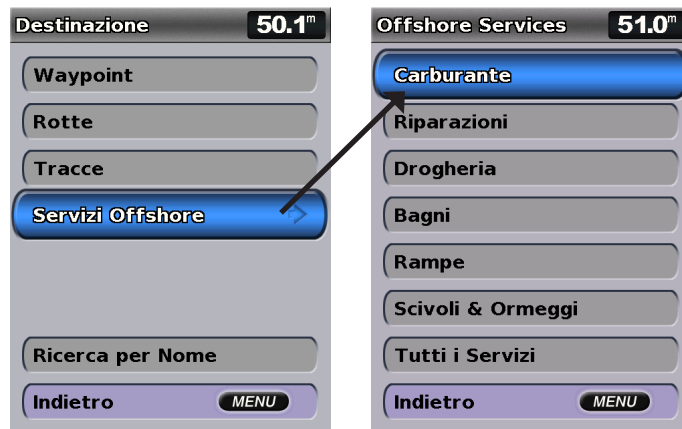 Destinazione 50.1m
Waypoint
Rotte
Tracce
Servizi Offshore
Ricerca per Nome
Indietro MENU
Offshore Services 51.0m
Carburante
Riparazioni
Drogheria
Bagni
Rampe
Scivoli & Ormeggi
Tutti i Servizi
Indietro MENU